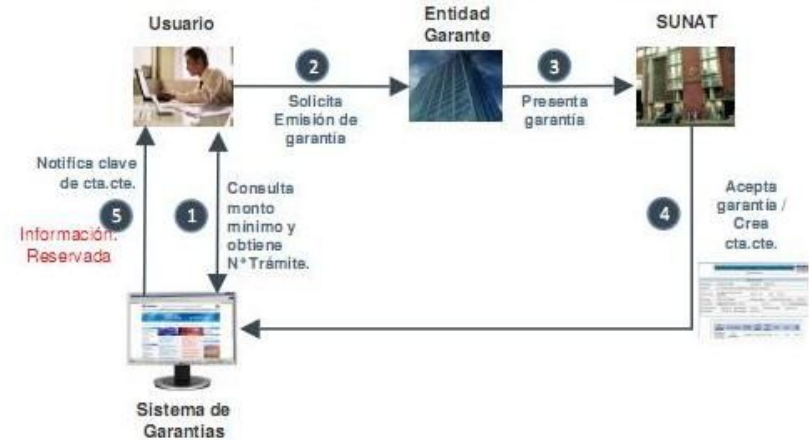 Usuario
Entidad
Garante
SUNAT
2
Solicita
Emisión de
garantía
3
Presenta
garantía
Notifica clave
de cta.cte.
5
Información.
Reservada
1
Consulta
monto
mínimo y
obtiene
N° Trámite.
4
Acepta
garantía /
Crea
cta.cte.
Sistema de
Garantias